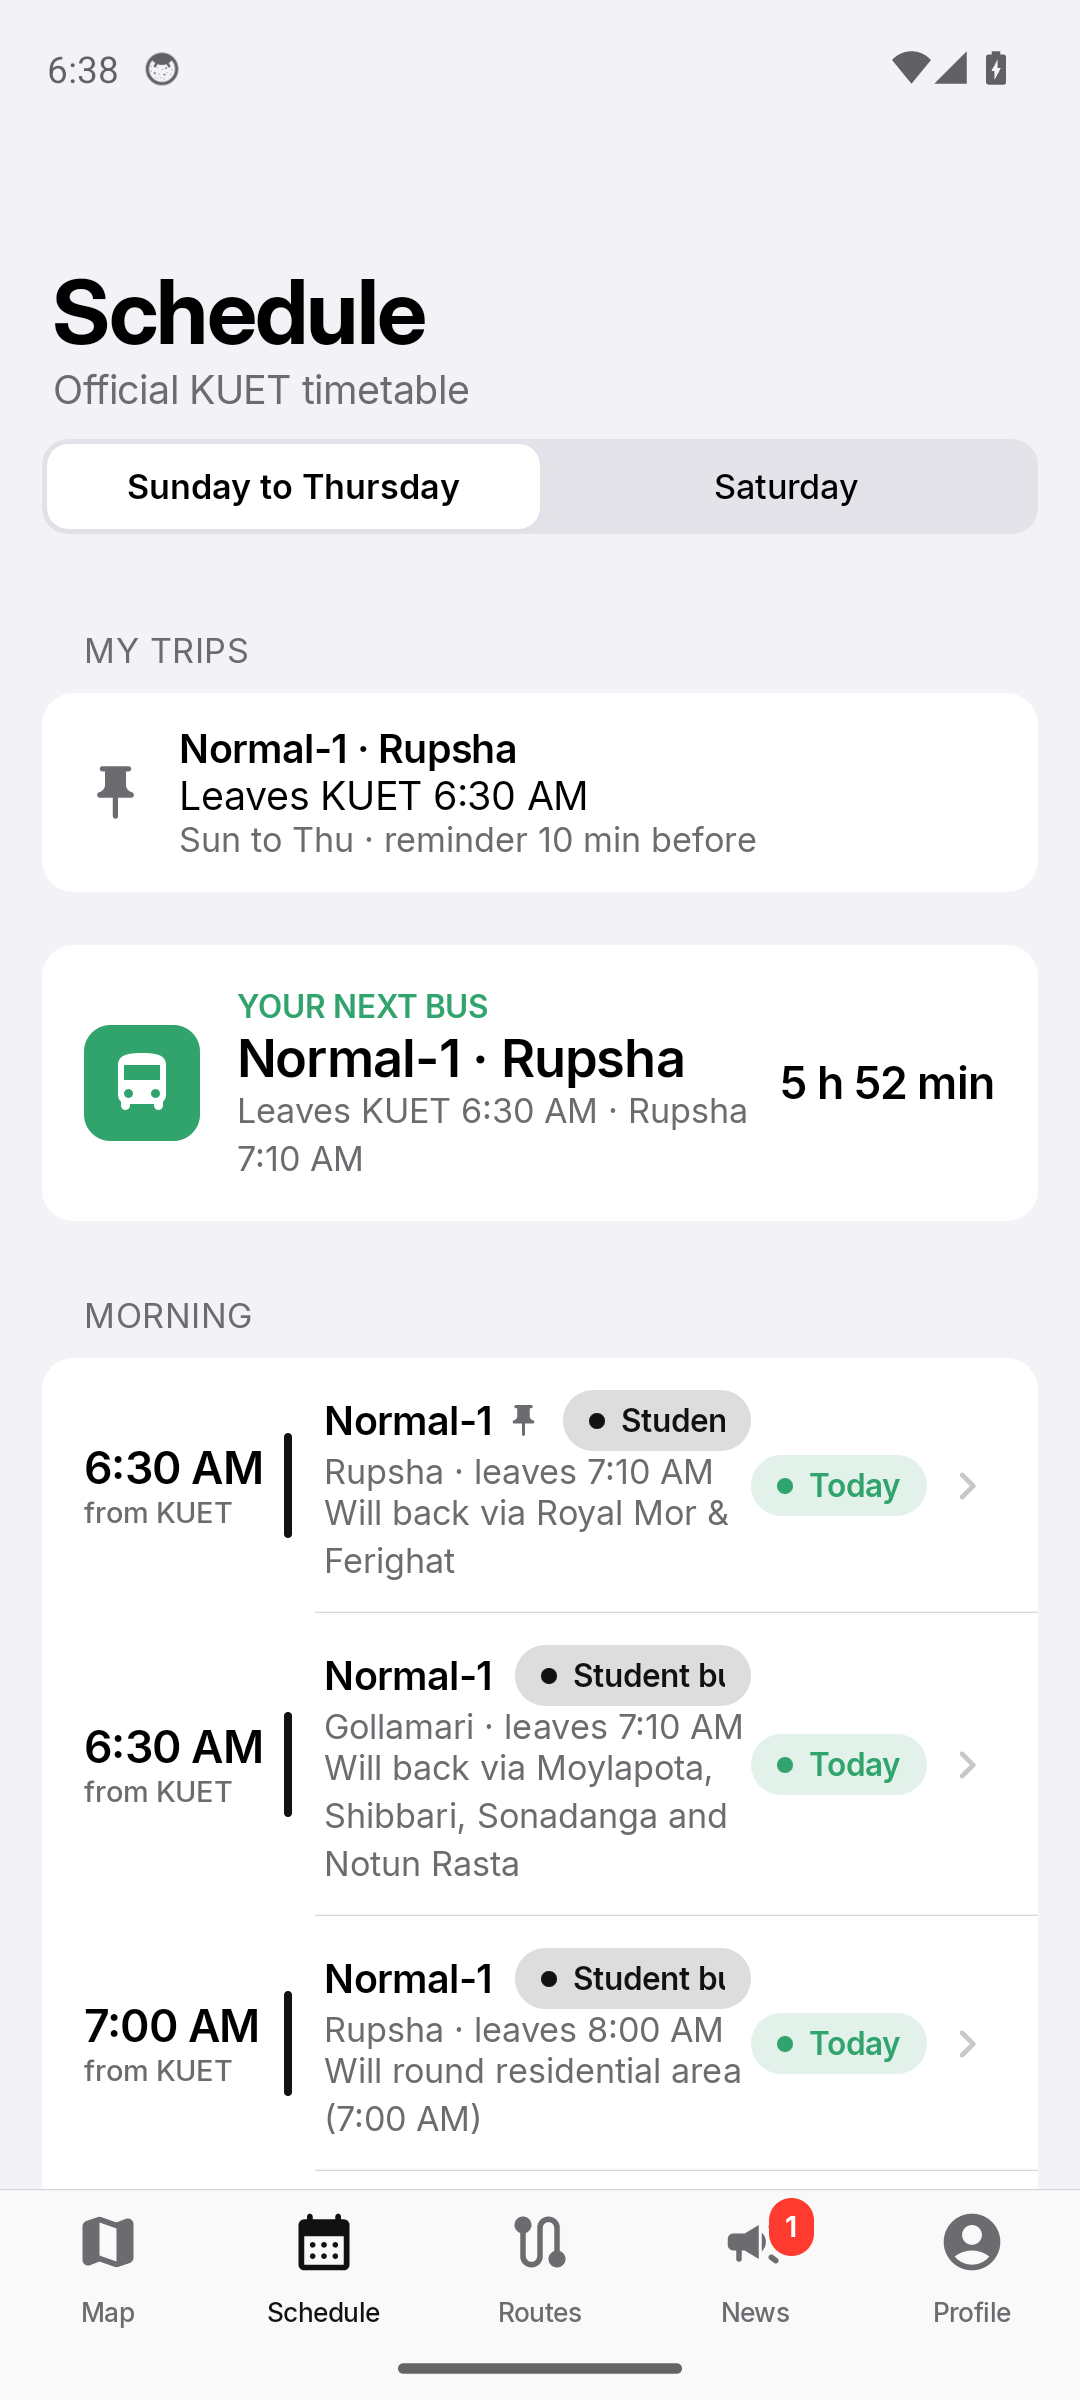 6:38
Schedule
Official KUET timetable
Sunday to Thursday
Saturday
MY TRIPS
Normal-1 · Rupsha
Leaves KUET 6:30 AM
Sun to Thu · reminder 10 min before
YOUR NEXT BUS
Normal-1 · Rupsha
Leaves KUET 6:30 AM · Rupsha
7:10 AM
5 h 52 min
MORNING
6:30 AM
from KUET
Normal-1
Studen
Rupsha · leaves 7:10 AM
Will back via Royal Mor &
Ferighat
Today
6:30 AM
from KUET
Normal-1
Student bu
Gollamari · leaves 7:10 AM
Will back via Moylapota,
Shibbari, Sonadanga and
Notun Rasta
Today
7:00 AM
from KUET
Normal-1
Student bu
Rupsha · leaves 8:00 AM
Will round residential area
(7:00 AM)
Today
1
Map
Schedule
Routes
News
Profile